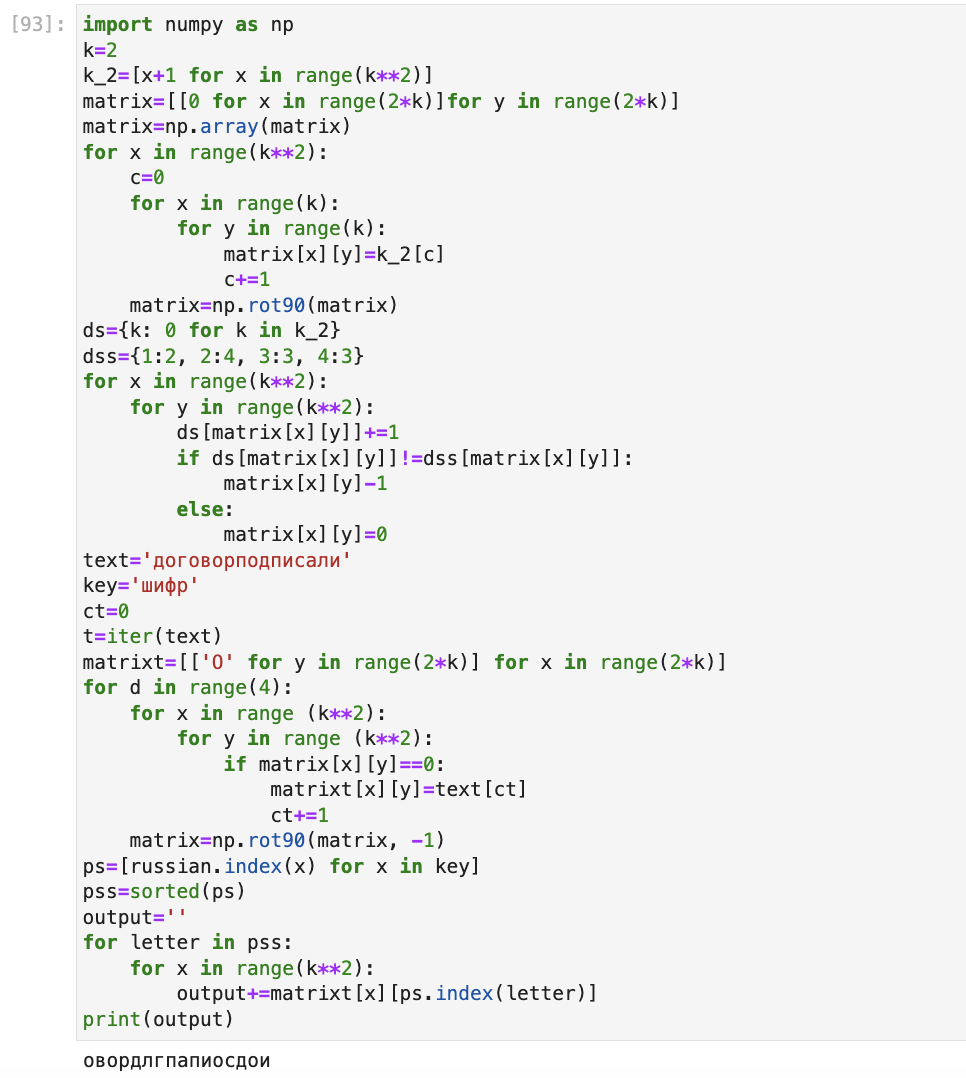 [93]: import numpy as np
k=2
k_2=[x+1 for x in range(k**2)]
matrix=[[0 for x in range(2*k)]for y in range(2*k)]
matrix=np.array(matrix)
for x in range(k**2):
    c=0
    for x in range(k):
        for y in range(k):
            matrix[x][y]=k_2[c]
            c+=1
    matrix=np.rot90(matrix)
ds={k: 0 for k in k_2}
dss={1:2, 2:4, 3:3, 4:3}
for x in range(k**2):
    for y in range(k**2):
        ds[matrix[x][y]]+=1
        if ds[matrix[x][y]]!=dss[matrix[x][y]]:
            matrix[x][y]-1
        else:
            matrix[x][y]=0
text='договорподписали'
key='шифр'
ct=0
t=iter(text)
matrixt=[['0' for y in range(2*k)] for x in range(2*k)]
for d in range(4):
    for x in range (k**2):
        for y in range (k**2):
            if matrix[x][y]==0:
                matrixt[x][y]=text[ct]
                ct+=1
    matrix=np.rot90(matrix, -1)
ps=[russian.index(x) for x in key]
pss=sorted(ps)
output=''
for letter in pss:
    for x in range(k**2):
        output+=matrixt[x][ps.index(letter)]
print(output)
овордлгпапиосдои